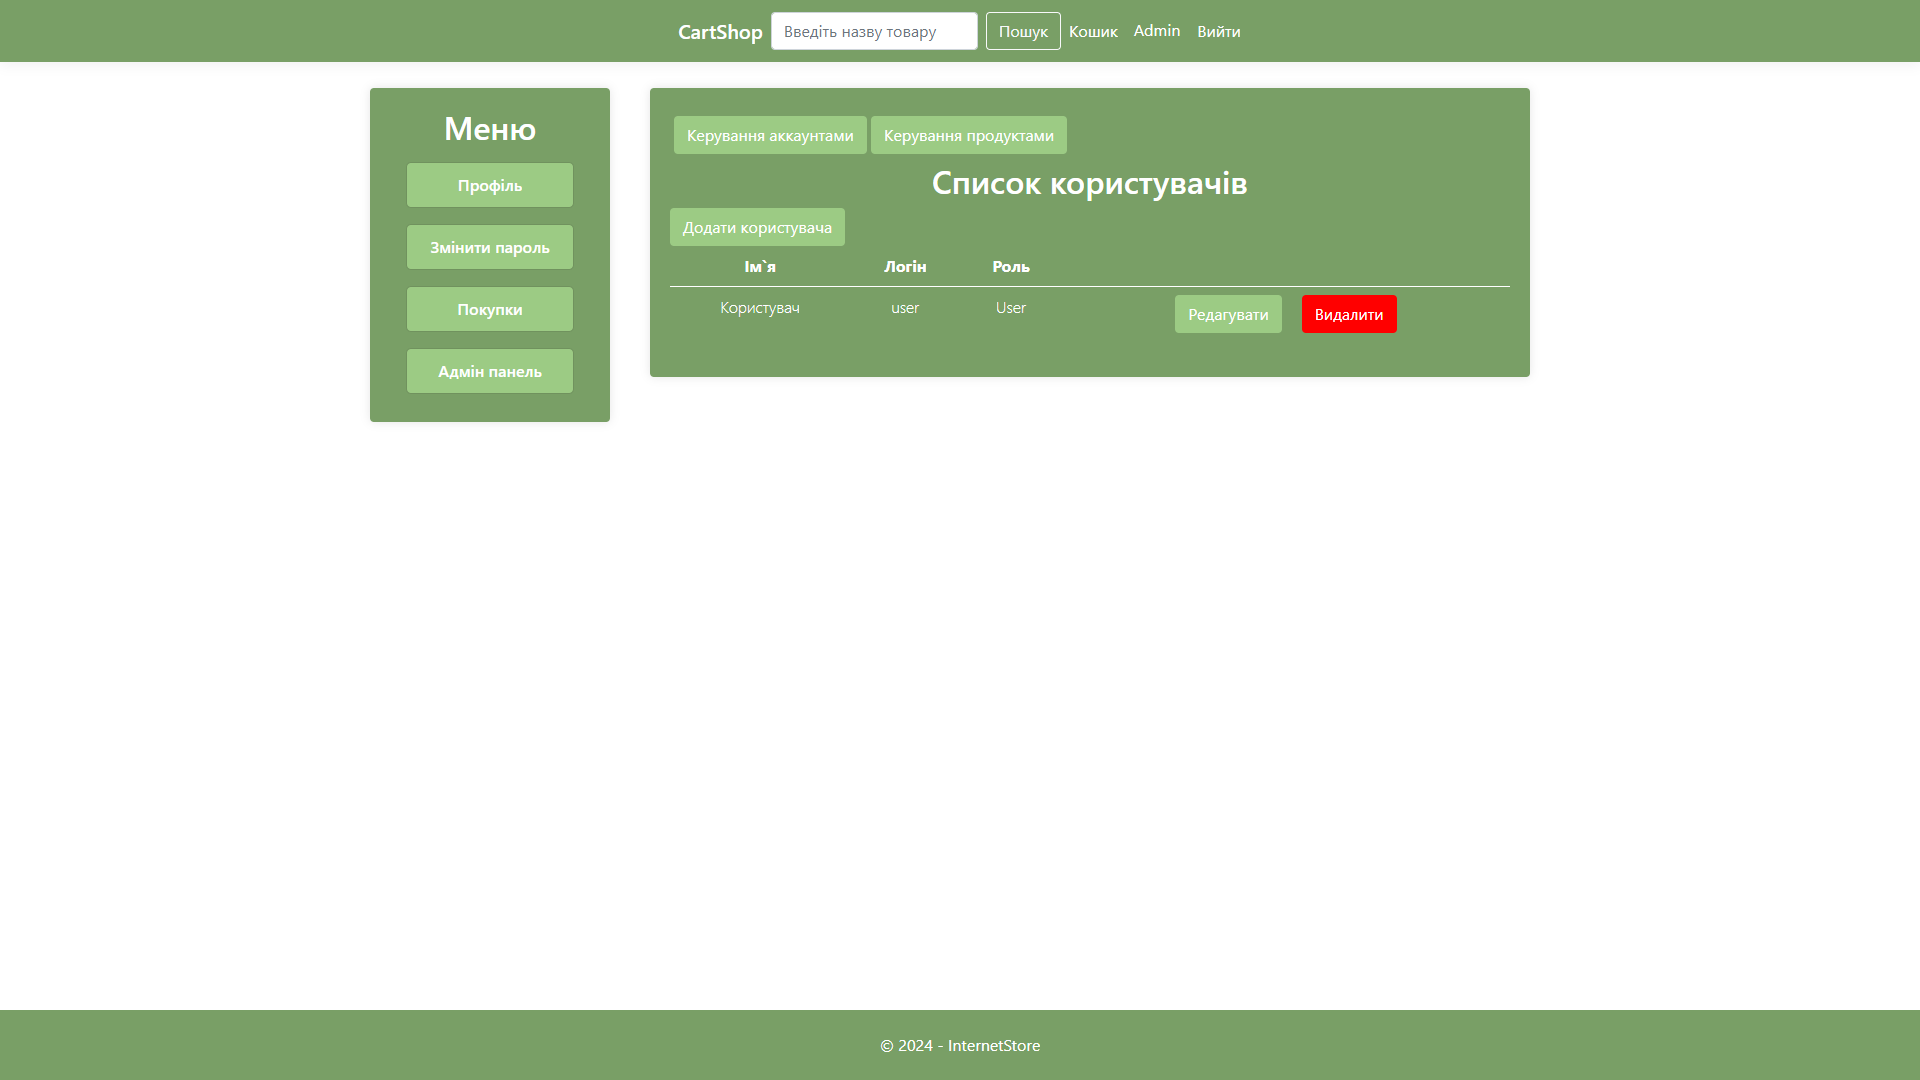 CartShop Введіть назву товару Пошук Кошик Admin Вийти
Меню
Профіль
Змінити пароль
Покупки
Адмін панель
Керування аккаунтами Керування продуктами
Список користувачів
Додати користувача
Ім`я Логін Роль
Користувач user User Редагувати Видалити
© 2024 - InternetStore